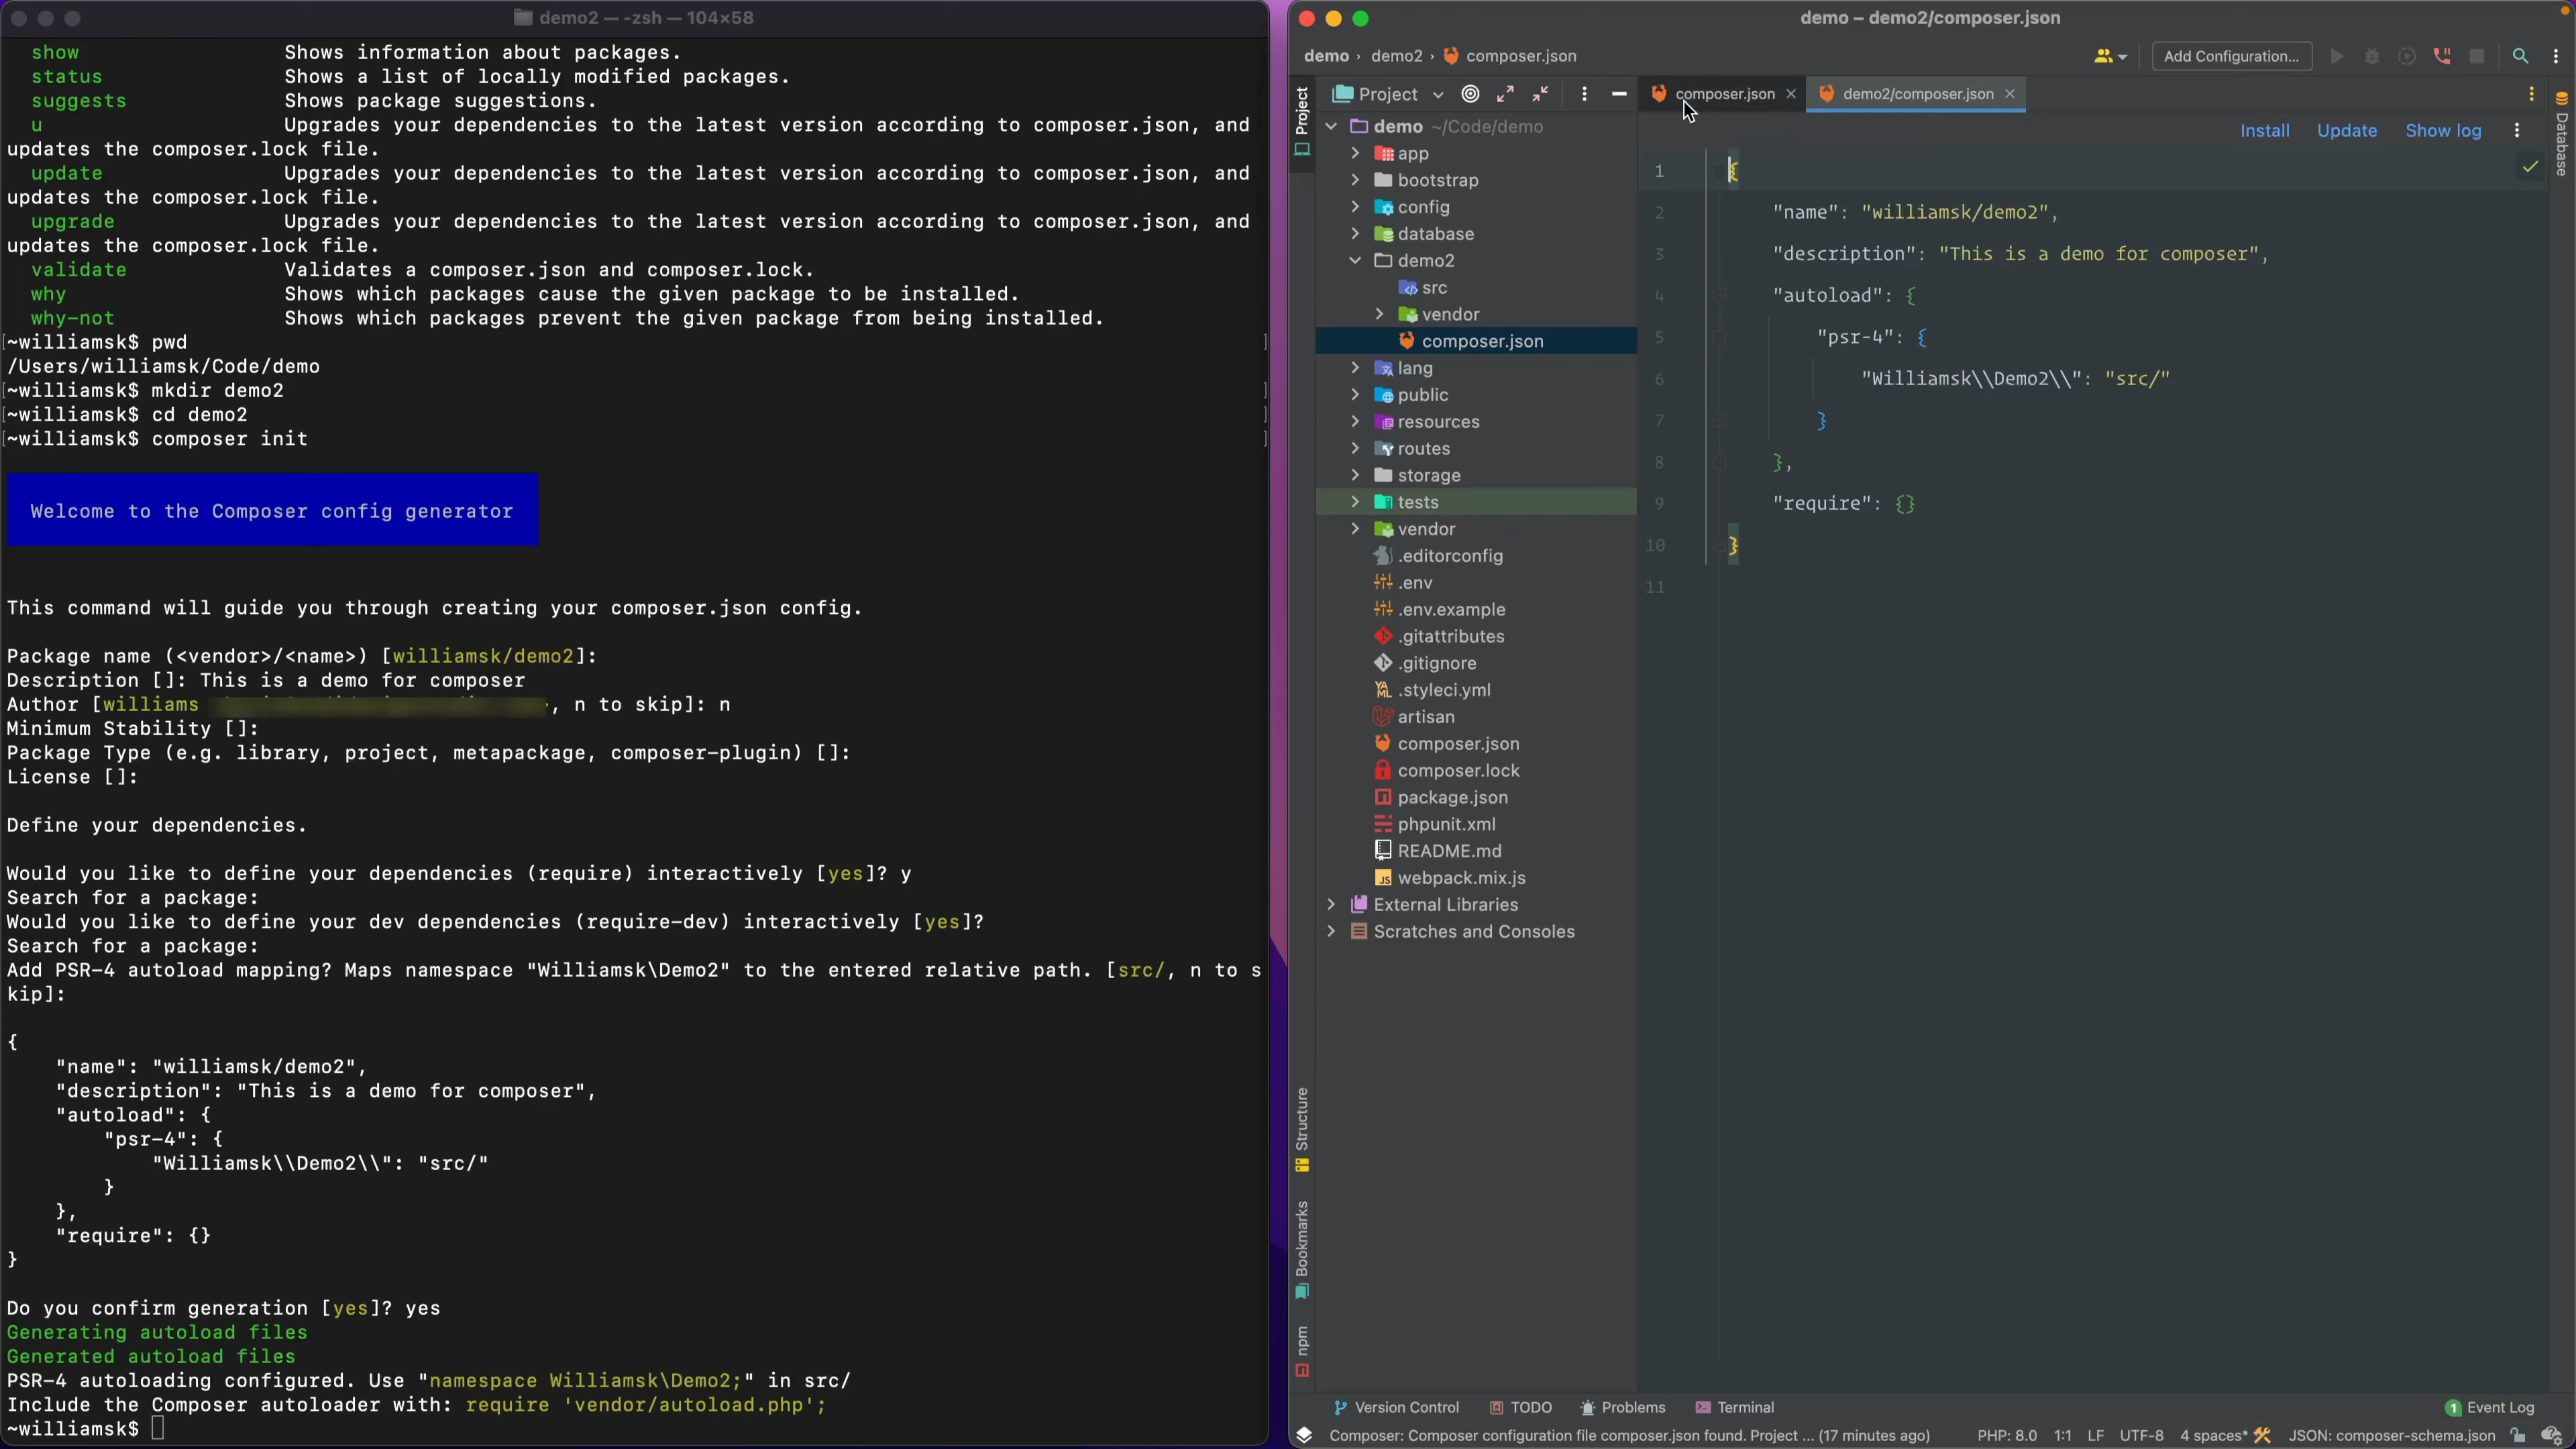 demo2 — -zsh — 104×58
show Shows information about packages.
status Shows a list of locally modified packages.
suggests Shows package suggestions.
u Upgrades your dependencies to the latest version according to composer.json, and
updates the composer.lock file.
update Upgrades your dependencies to the latest version according to composer.json, and
updates the composer.lock file.
upgrade Upgrades your dependencies to the latest version according to composer.json, and
updates the composer.lock file.
validate Validates a composer.json and composer.lock.
why Shows which packages cause the given package to be installed.
why-not Shows which packages prevent the given package from being installed.
[~williamsk$ pwd ]
/Users/williamsk/Code/demo
[~williamsk$ mkdir demo2 ]
[~williamsk$ cd demo2 ]
[~williamsk$ composer init ]
Welcome to the Composer config generator
This command will guide you through creating your composer.json config.
Package name (<vendor>/<name>) [williamsk/demo2]:
Description []: This is a demo for composer
Author [williams , n to skip]: n
Minimum Stability []:
Package Type (e.g. library, project, metapackage, composer-plugin) []:
License []:
Define your dependencies.
Would you like to define your dependencies (require) interactively [yes]? y
Search for a package:
Would you like to define your dev dependencies (require-dev) interactively [yes]?
Search for a package:
Add PSR-4 autoload mapping? Maps namespace "Williamsk\Demo2" to the entered relative path. [src/, n to s
kip]:
{
"name": "williamsk/demo2",
"description": "This is a demo for composer",
"autoload": {
"psr-4": {
"Williamsk\\Demo2\\": "src/"
}
},
"require": {}
}
Do you confirm generation [yes]? yes
Generating autoload files
Generated autoload files
PSR-4 autoloading configured. Use "namespace Williamsk\Demo2;" in src/
Include the Composer autoloader with: require 'vendor/autoload.php';
~williamsk$
demo – demo2/composer.json
demo › demo2 › composer.json
Add Configuration...
Project
Project
composer.json
demo2/composer.json
Database
demo ~/Code/demo
app
bootstrap
config
database
demo2
src
vendor
composer.json
lang
public
resources
routes
storage
tests
vendor
.editorconfig
.env
.env.example
.gitattributes
.gitignore
.styleci.yml
artisan
composer.json
composer.lock
package.json
phpunit.xml
README.md
webpack.mix.js
External Libraries
Scratches and Consoles
Structure
Bookmarks
npm
Install Update Show log
1 {
2 "name": "williamsk/demo2",
3 "description": "This is a demo for composer",
4 "autoload": {
5 "psr-4": {
6 "Williamsk\\Demo2\\": "src/"
7 }
8 },
9 "require": {}
10 }
11
Version Control TODO Problems Terminal 1 Event Log
Composer: Composer configuration file composer.json found. Project ... (17 minutes ago) PHP: 8.0 1:1 LF UTF-8 4 spaces* JSON: composer-schema.json